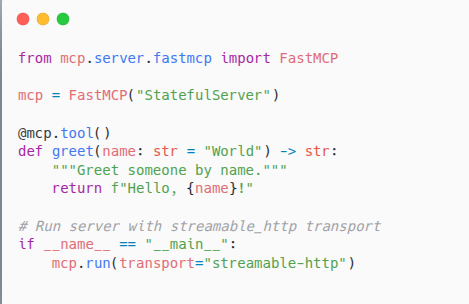 from mcp.server.fastmcp import FastMCP
mcp = FastMCP("StatefulServer")
@mcp.tool()
def greet(name: str = "World") -> str:
    """Greet someone by name."""
    return f"Hello, {name}!"
# Run server with streamable_http transport
if __name__ == "__main__":
    mcp.run(transport="streamable-http")